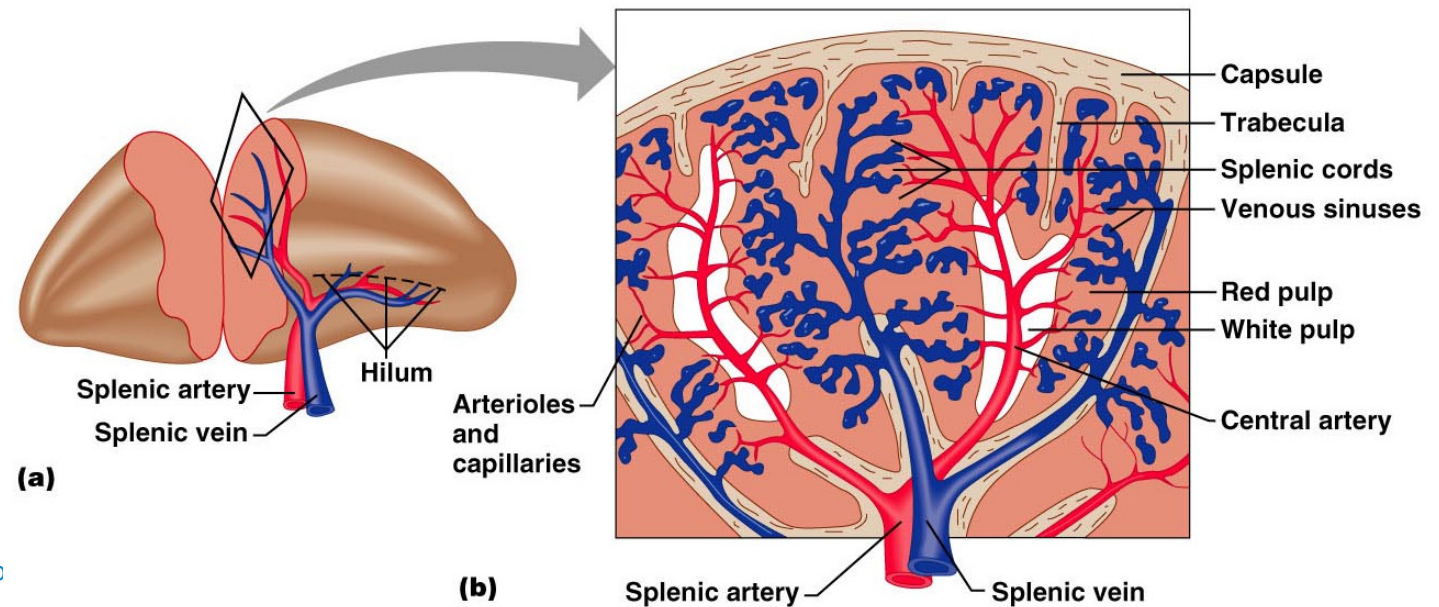 Splenic artery
Splenic vein
Hilum
(a)
Capsule
Trabecula
Splenic cords
Venous sinuses
Red pulp
White pulp
Central artery
Arterioles
and
capillaries
Splenic artery
Splenic vein
(b)